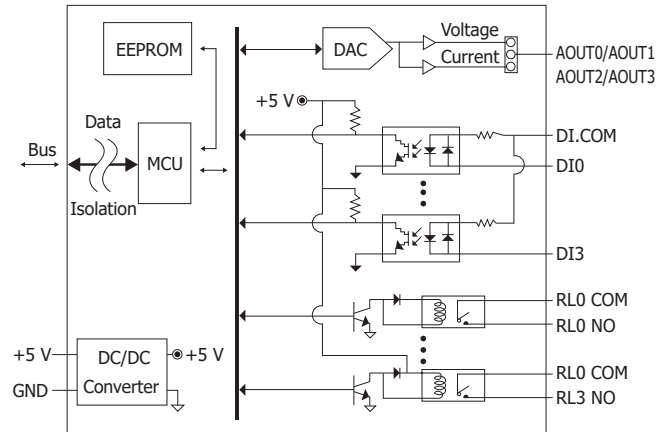 EEPROM
DAC
Voltage
Current
AOUT0/AOUT1
AOUT2/AOUT3
+5 V
Data
Bus
MCU
Isolation
DI.COM
DI0
DI3
RL0 COM
RL0 NO
+5 V
DC/DC
Converter
+5 V
GND
RL0 COM
RL3 NO